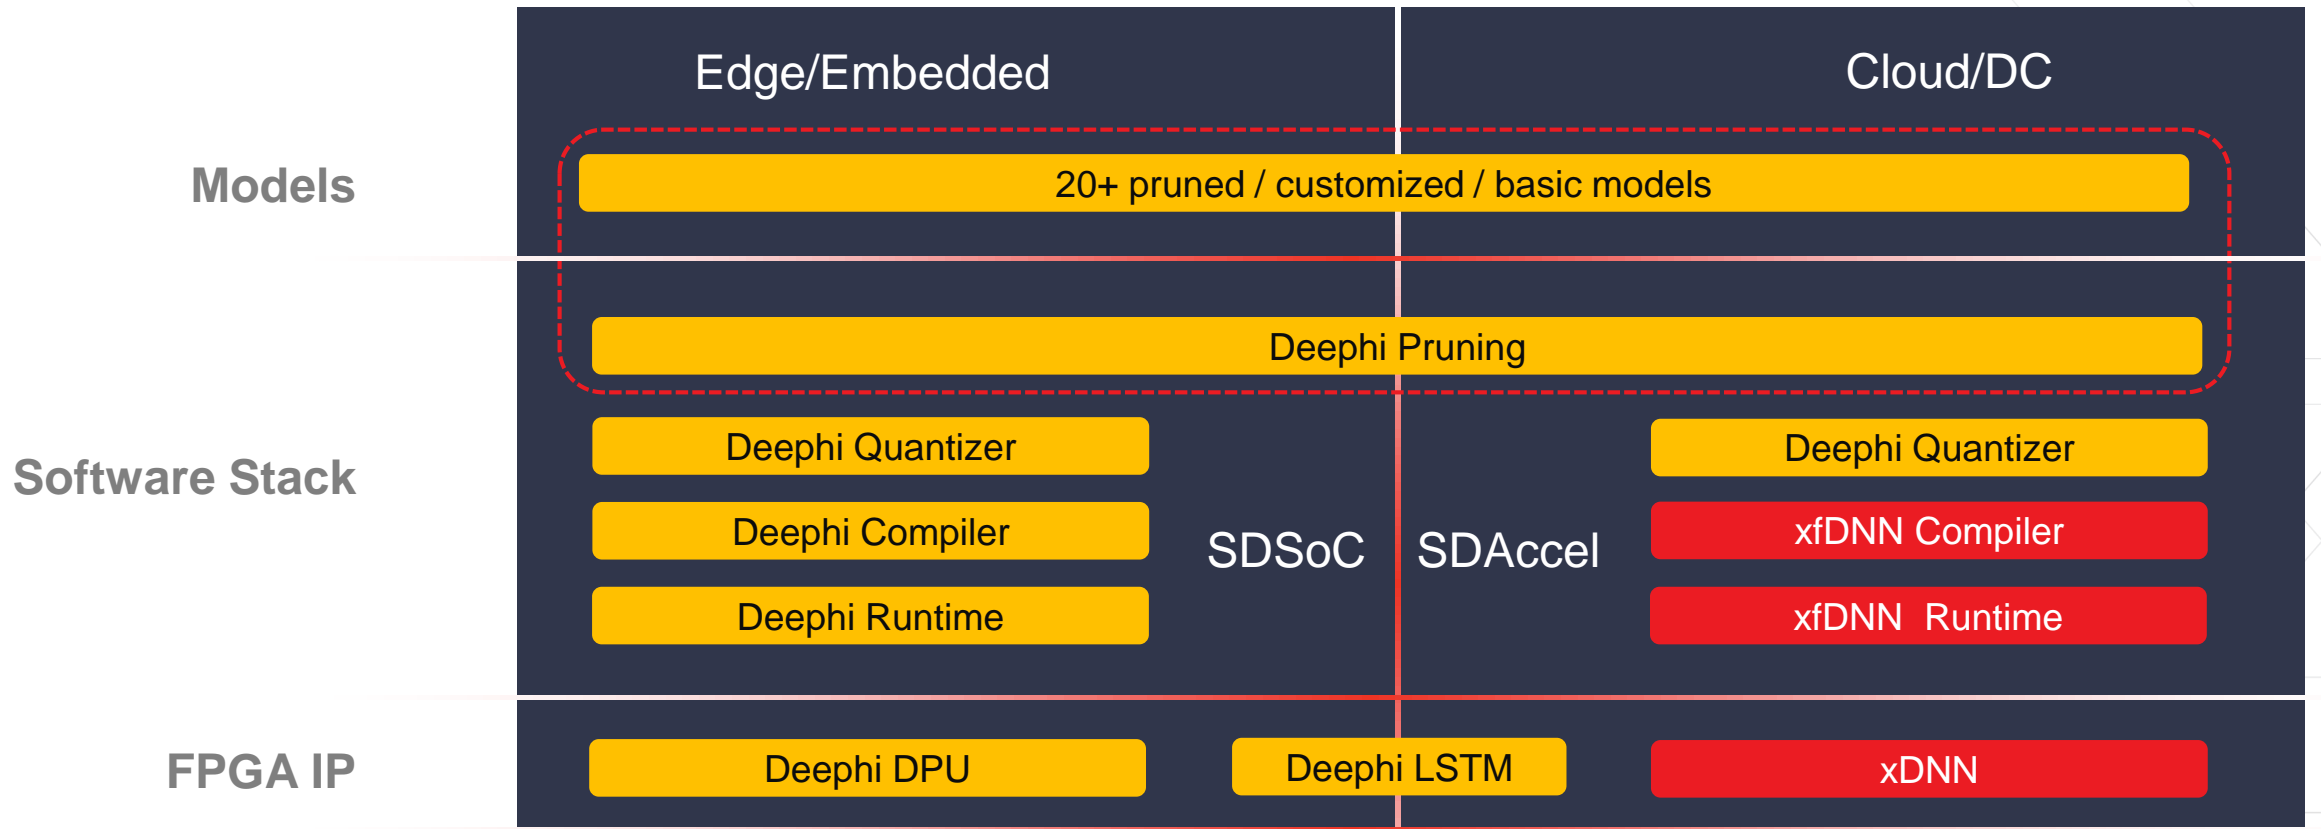 Edge/Embedded
Cloud/DC
Models
20+ pruned / customized / basic models
Deephi Pruning
Software Stack
Deephi Quantizer
Deephi Compiler
Deephi Runtime
SDSoC
SDAccel
Deephi Quantizer
xfDNN Compiler
xfDNN Runtime
FPGA IP
Deephi DPU
Deephi LSTM
xDNN